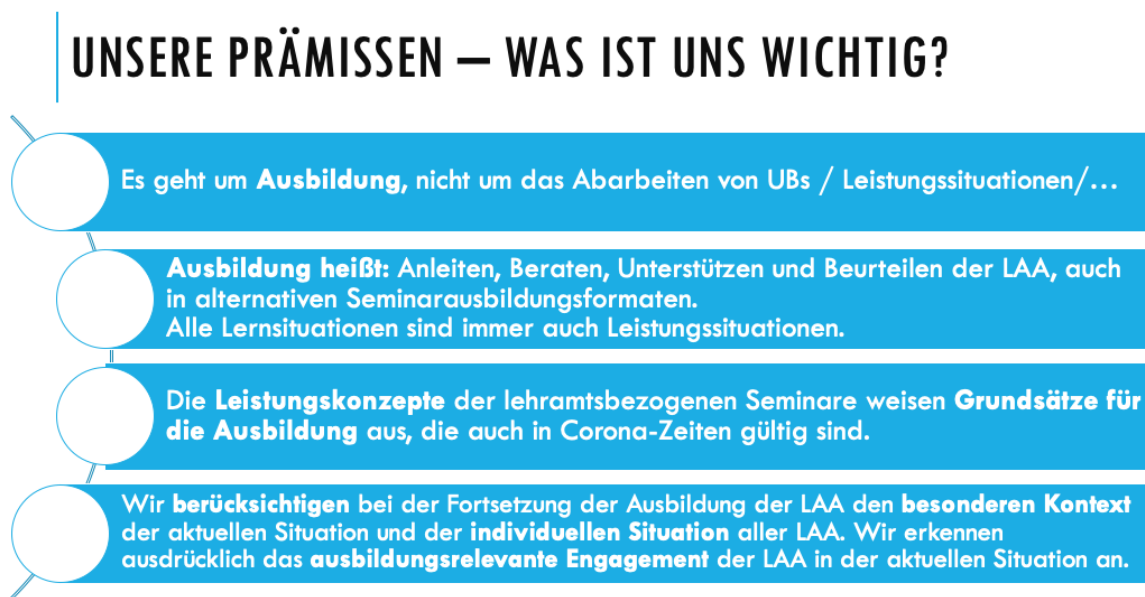 UNSERE PRÄMISSEN – WAS IST UNS WICHTIG?
Es geht um Ausbildung, nicht um das Abarbeiten von UBs / Leistungssituationen/...
Ausbildung heißt: Anleiten, Beraten, Unterstützen und Beurteilen der LAA, auch
in alternativen Seminarausbildungsformaten.
Alle Lernsituationen sind immer auch Leistungssituationen.
Die Leistungskonzepte der lehramtsbezogenen Seminare weisen Grundsätze für
die Ausbildung aus, die auch in Corona-Zeiten gültig sind.
Wir berücksichtigen bei der Fortsetzung der Ausbildung der LAA den besonderen Kontext
der aktuellen Situation und der individuellen Situation aller LAA. Wir erkennen
ausdrücklich das ausbildungsrelevante Engagement der LAA in der aktuellen Situation an.